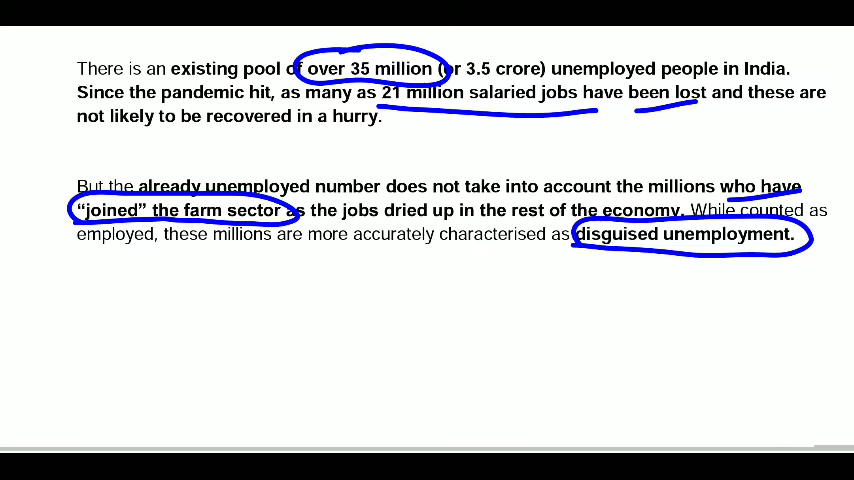 There is an existing pool of over 35 million (or 3.5 crore) unemployed people in India.
Since the pandemic hit, as many as 21 million salaried jobs have been lost and these are
not likely to be recovered in a hurry.
But the already unemployed number does not take into account the millions who have
“joined” the farm sector as the jobs dried up in the rest of the economy. While counted as
employed, these millions are more accurately characterised as disguised unemployment.